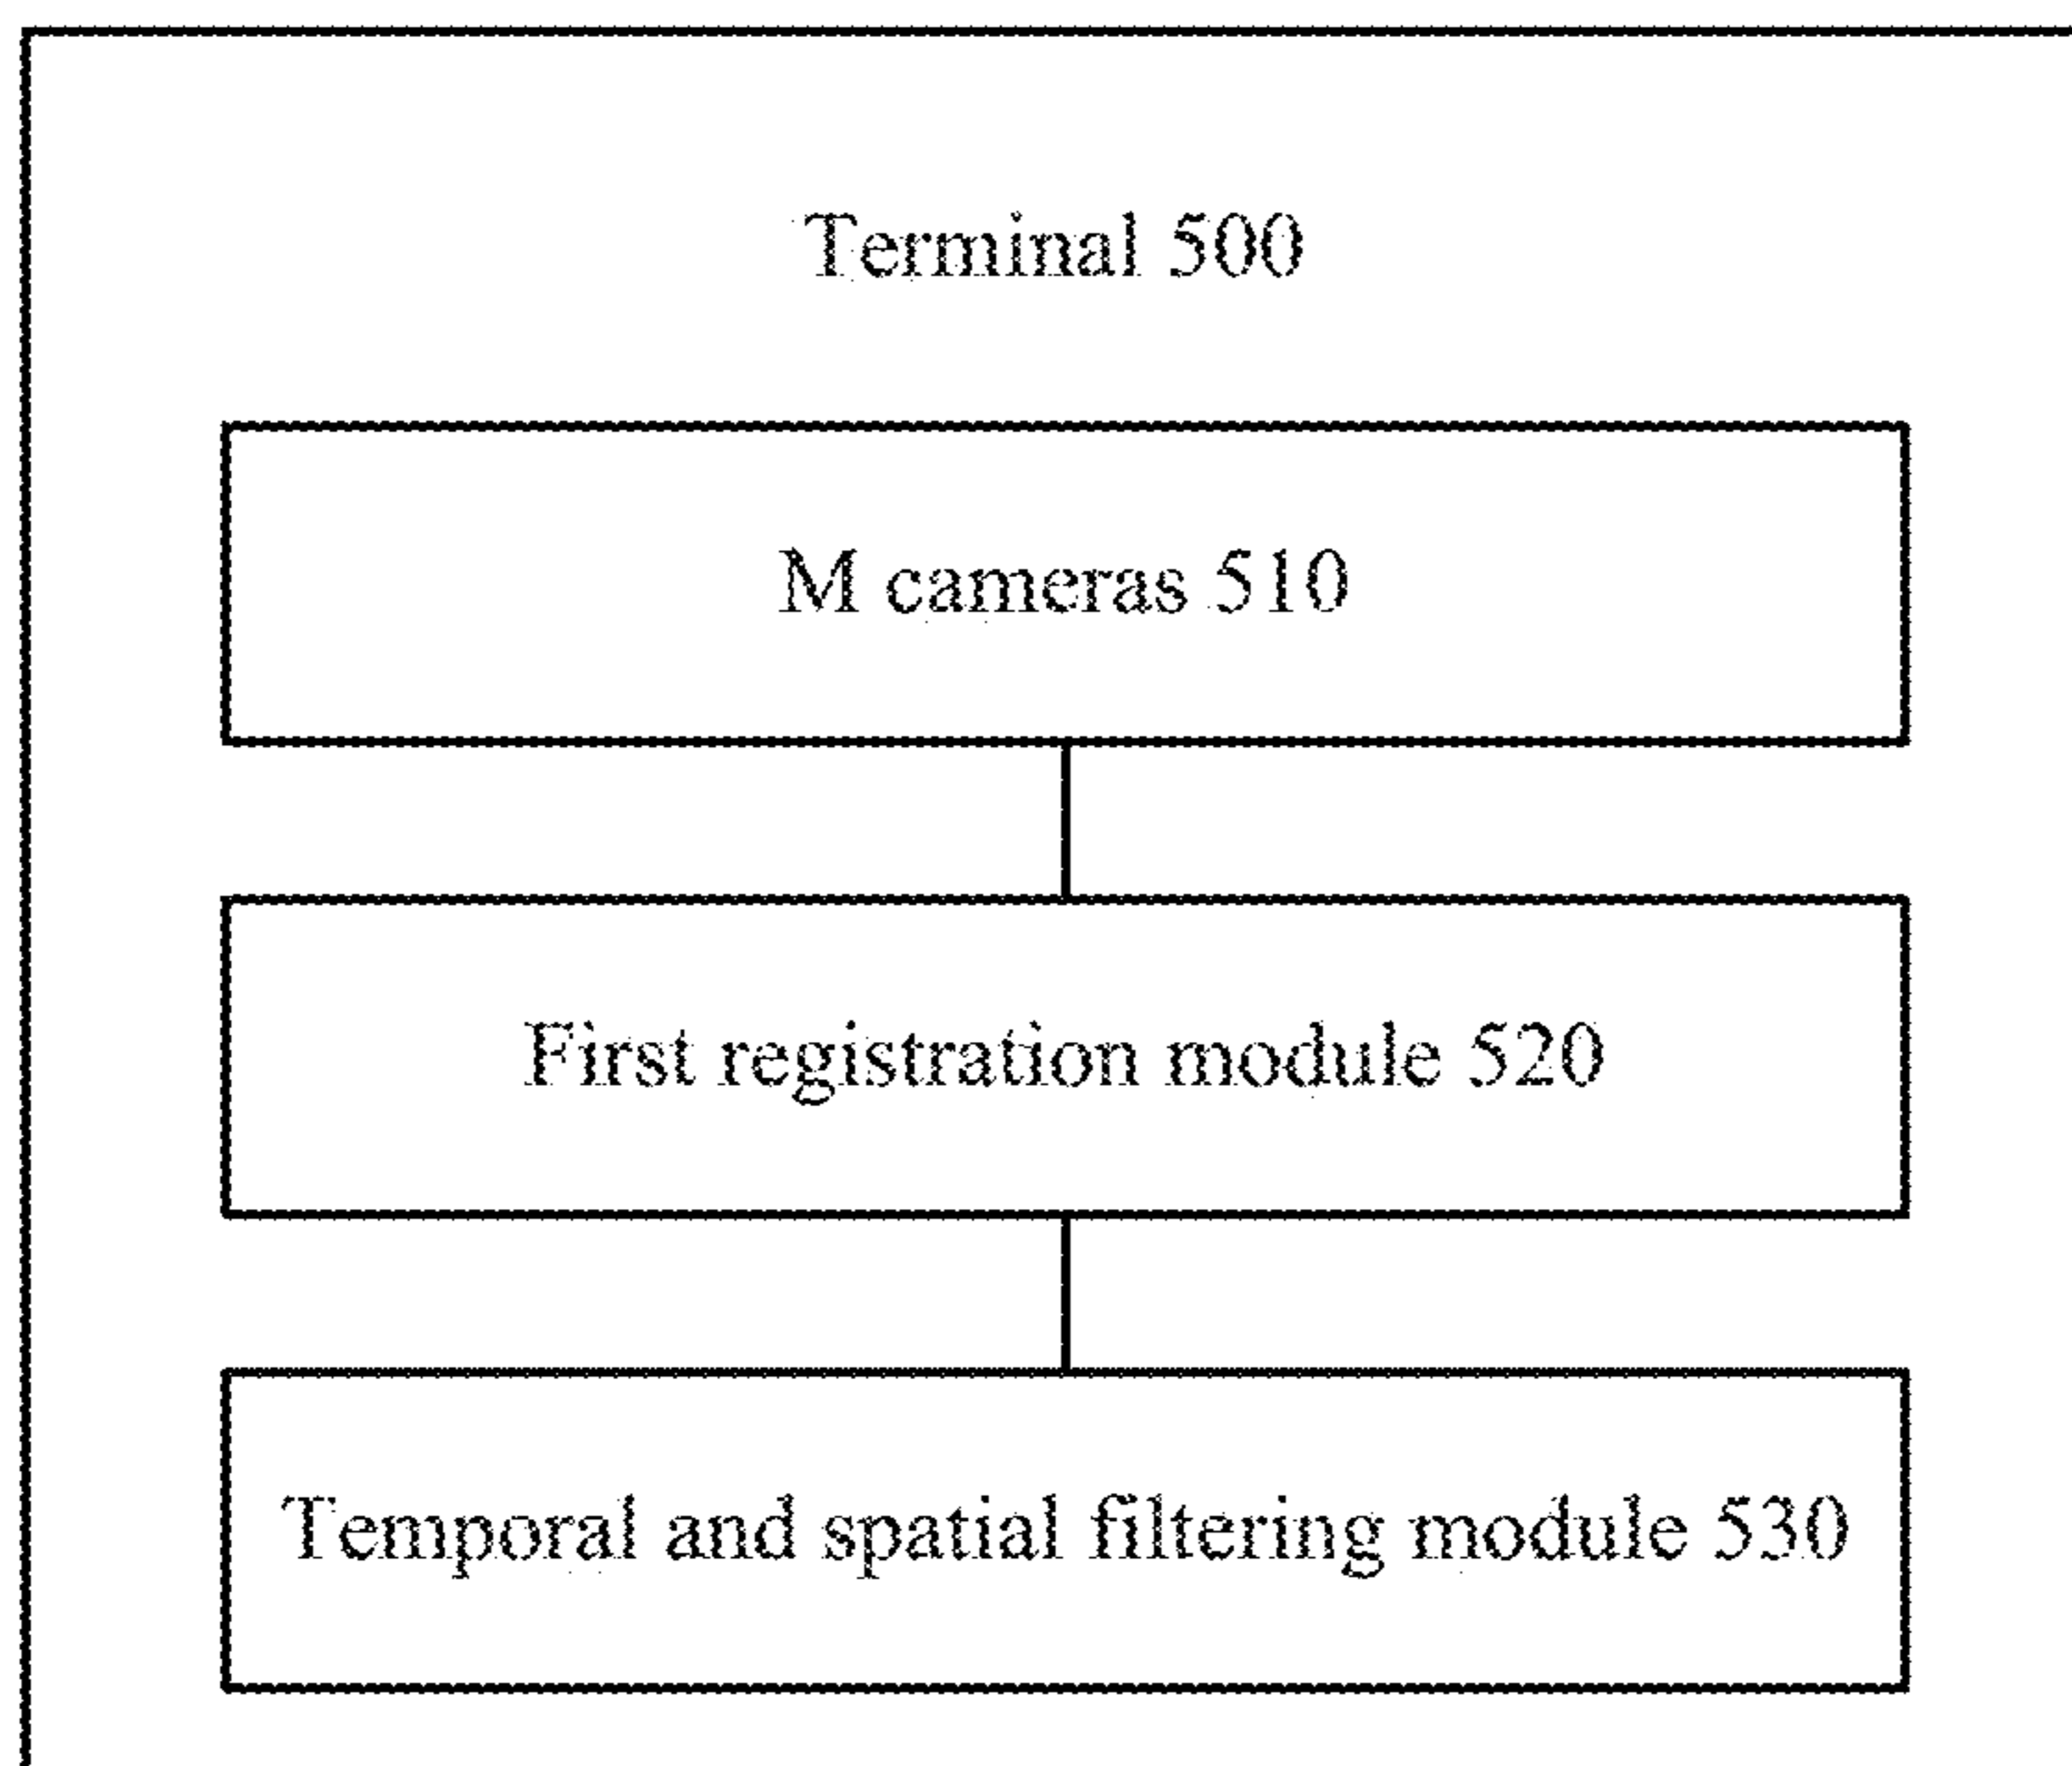 Terminal 500
M cameras 510
First registration module 520
Temporal and spatial filtering module 530